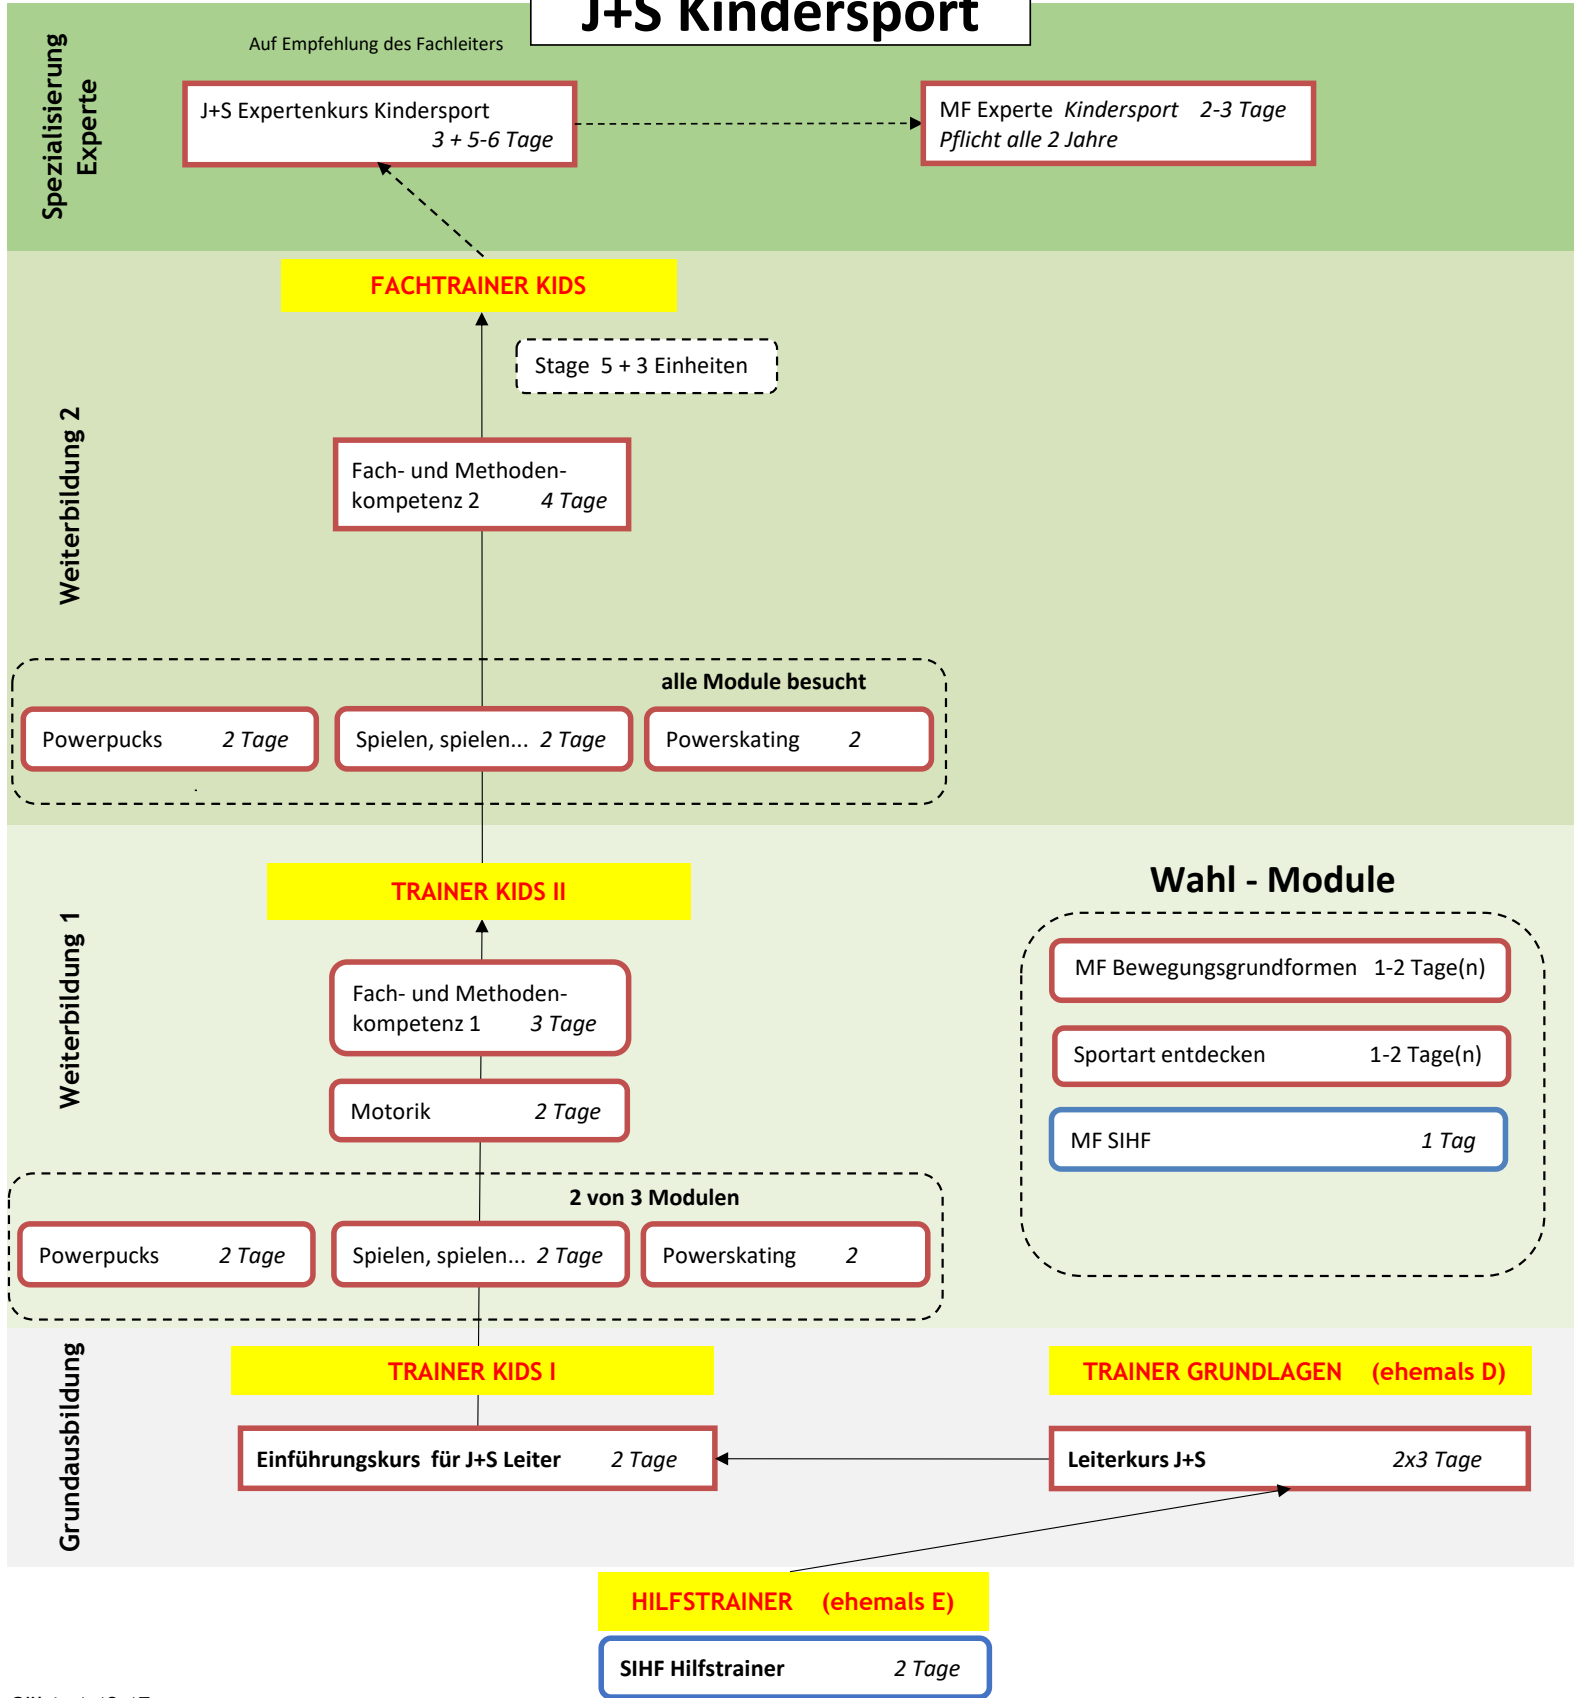 J+S Kindersport
Auf Empfehlung des Fachleiters
Spezialisierung
Experte
J+S Expertenkurs Kindersport
3 + 5-6 Tage
MF Experte Kindersport 2-3 Tage
Pflicht alle 2 Jahre
FACHTRAINER KIDS
Stage 5 + 3 Einheiten
Weiterbildung 2
Fach- und Methoden-
kompetenz 2 4 Tage
alle Module besucht
Powerpucks 2 Tage
Spielen, spielen... 2 Tage
Powerskating 2
.
TRAINER KIDS II
Wahl - Module
Weiterbildung 1
MF Bewegungsgrundformen 1-2 Tage(n)
Fach- und Methoden-
kompetenz 1 3 Tage
Sportart entdecken 1-2 Tage(n)
Motorik 2 Tage
MF SIHF 1 Tag
2 von 3 Modulen
Powerpucks 2 Tage
Spielen, spielen... 2 Tage
Powerskating 2
Grundausbildung
TRAINER KIDS I
TRAINER GRUNDLAGEN (ehemals D)
Einführungskurs für J+S Leiter 2 Tage
Leiterkurs J+S 2x3 Tage
HILFSTRAINER (ehemals E)
SIHF Hilfstrainer 2 Tage